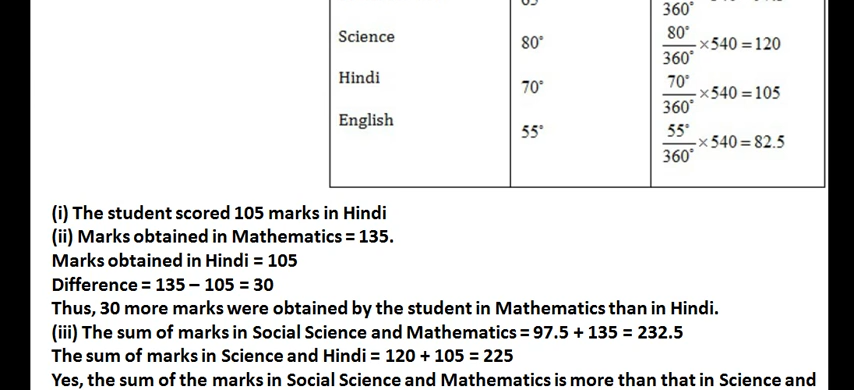 360°
Science 80° 80°/360° ×540 = 120
Hindi 70° 70°/360° ×540 = 105
English 55° 55°/360° ×540 = 82.5
(i) The student scored 105 marks in Hindi
(ii) Marks obtained in Mathematics = 135.
Marks obtained in Hindi = 105
Difference = 135 – 105 = 30
Thus, 30 more marks were obtained by the student in Mathematics than in Hindi.
(iii) The sum of marks in Social Science and Mathematics = 97.5 + 135 = 232.5
The sum of marks in Science and Hindi = 120 + 105 = 225
Yes, the sum of the marks in Social Science and Mathematics is more than that in Science and